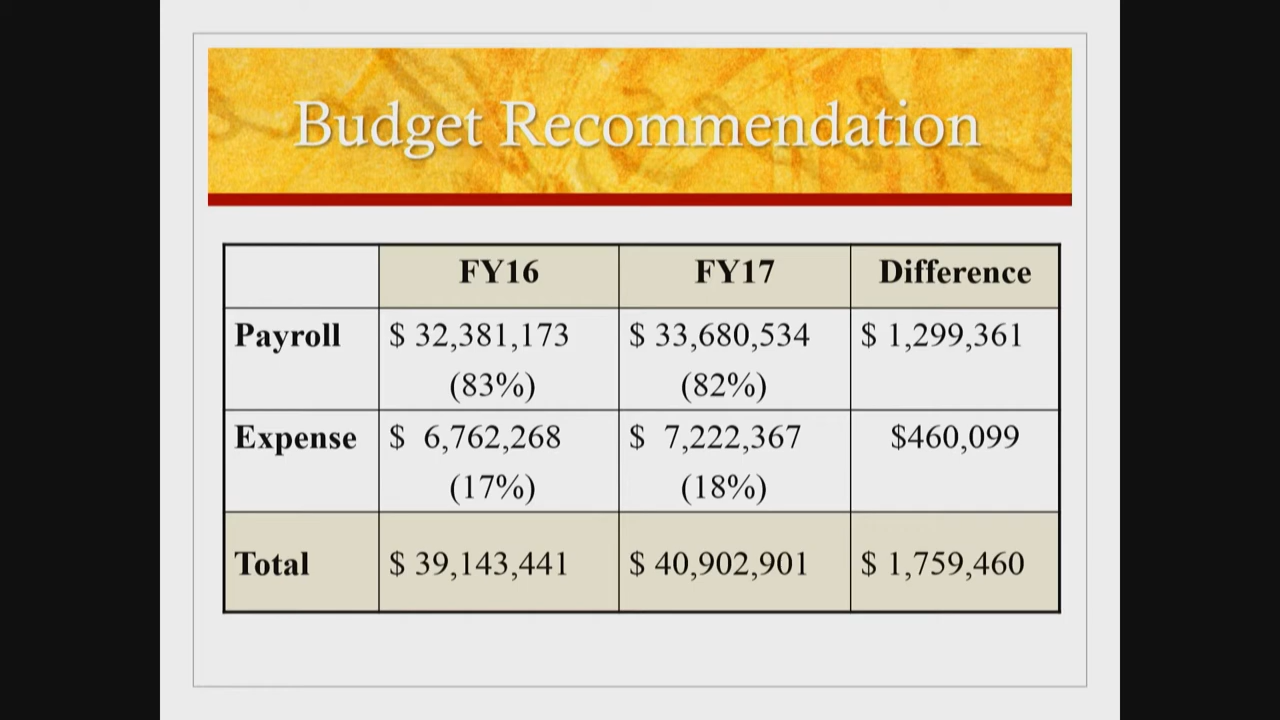 Budget Recommendation
FY16 FY17 Difference
Payroll $ 32,381,173 $ 33,680,534 $ 1,299,361
(83%) (82%)
Expense $ 6,762,268 $ 7,222,367 $460,099
(17%) (18%)
Total $ 39,143,441 $ 40,902,901 $ 1,759,460